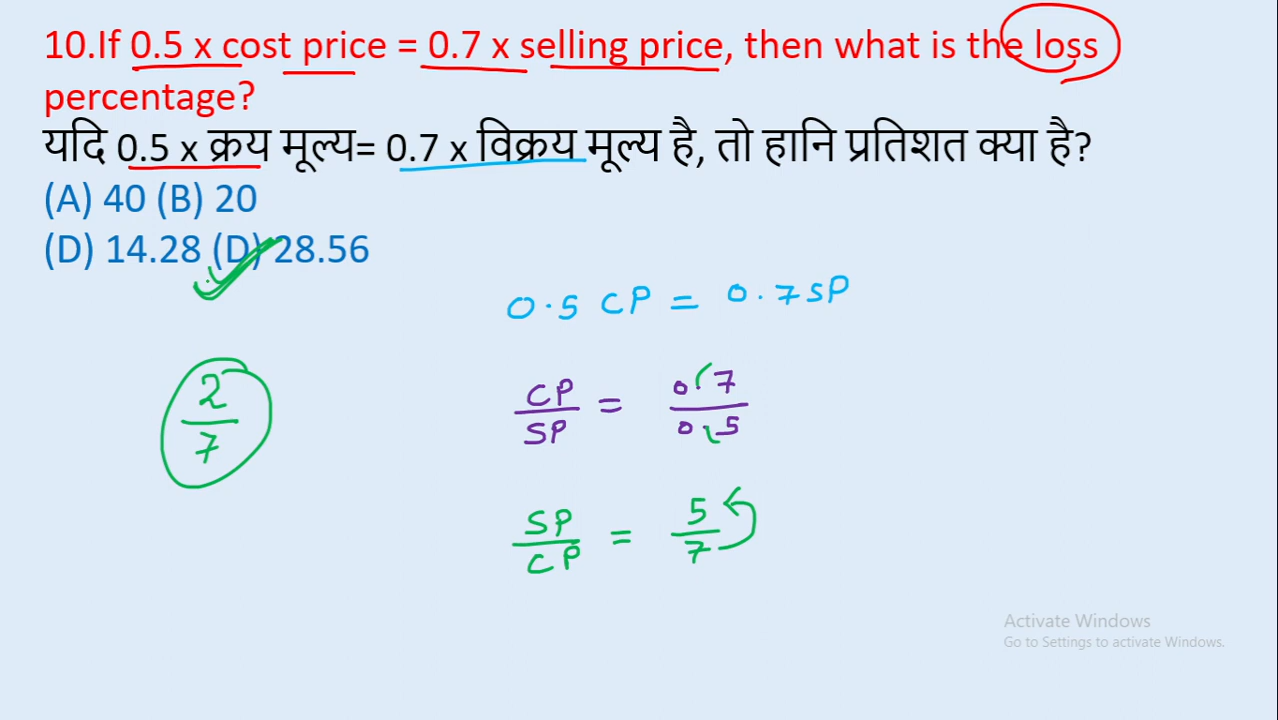 10.If 0.5 x cost price = 0.7 x selling price, then what is the loss
percentage?
यदि 0.5 x क्रय मूल्य= 0.7 x विक्रय मूल्य है, तो हानि प्रतिशत क्या है?
(A) 40 (B) 20
(D) 14.28 (D) 28.56
0.5 CP = 0.7 SP
2
7
CP
SP
=
0.7
0.5
SP
CP
=
5
7
Activate Windows
Go to Settings to activate Windows.